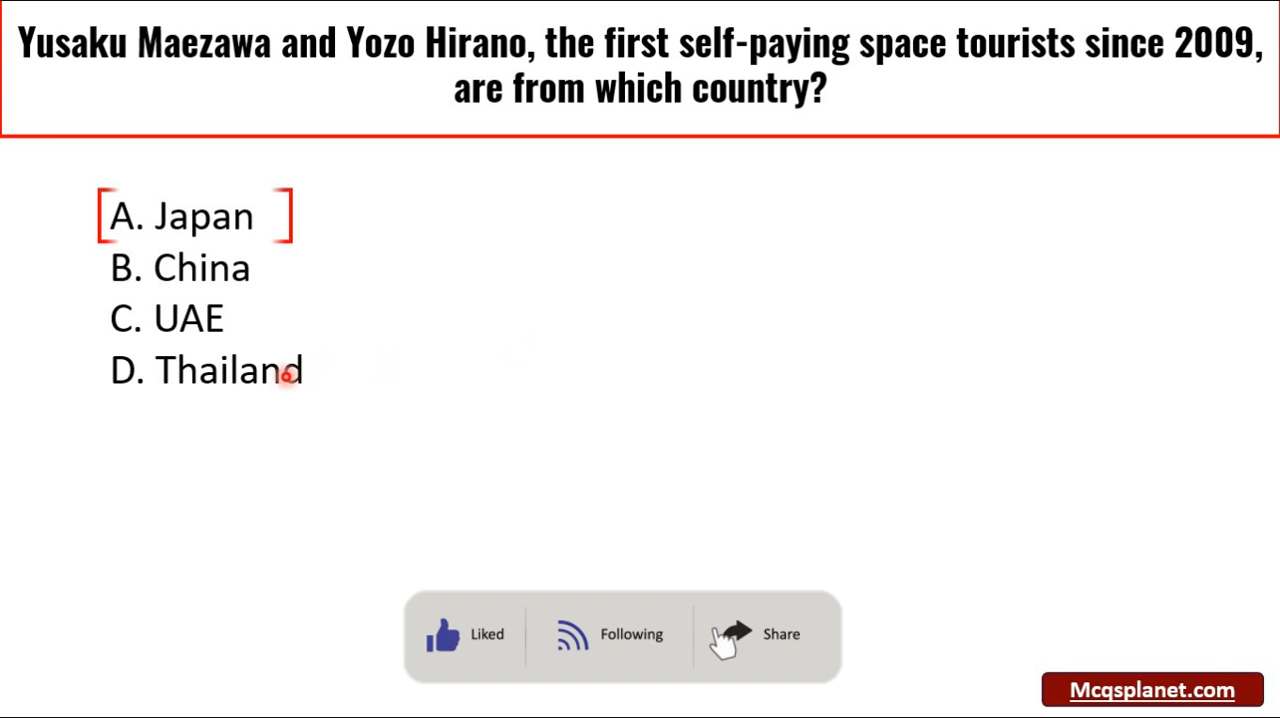 Yusaku Maezawa and Yozo Hirano, the first self-paying space tourists since 2009,
are from which country?
A. Japan
B. China
C. UAE
D. Thailand
Liked Following Share
Mcqsplanet.com